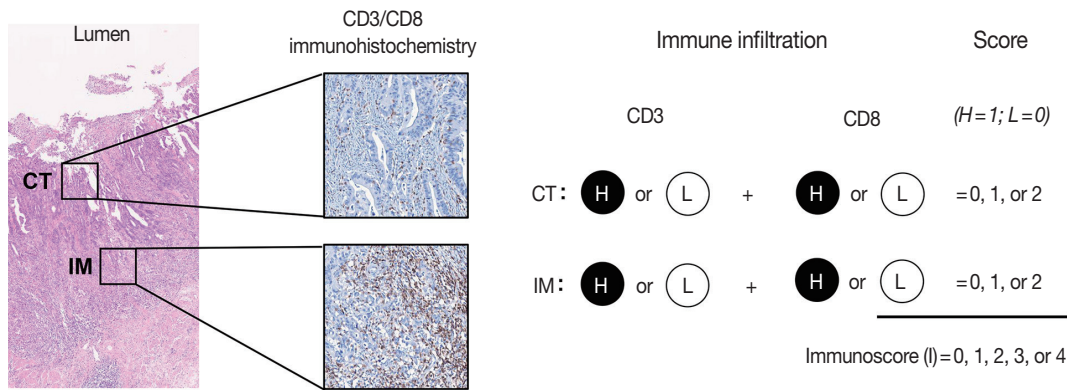 Lumen
CD3/CD8
immunohistochemistry
CT
IM
Immune infiltration Score
CD3 CD8 (H=1; L=0)
CT: H or L + H or L =0, 1, or 2
IM: H or L + H or L =0, 1, or 2
Immunoscore (I)=0, 1, 2, 3, or 4